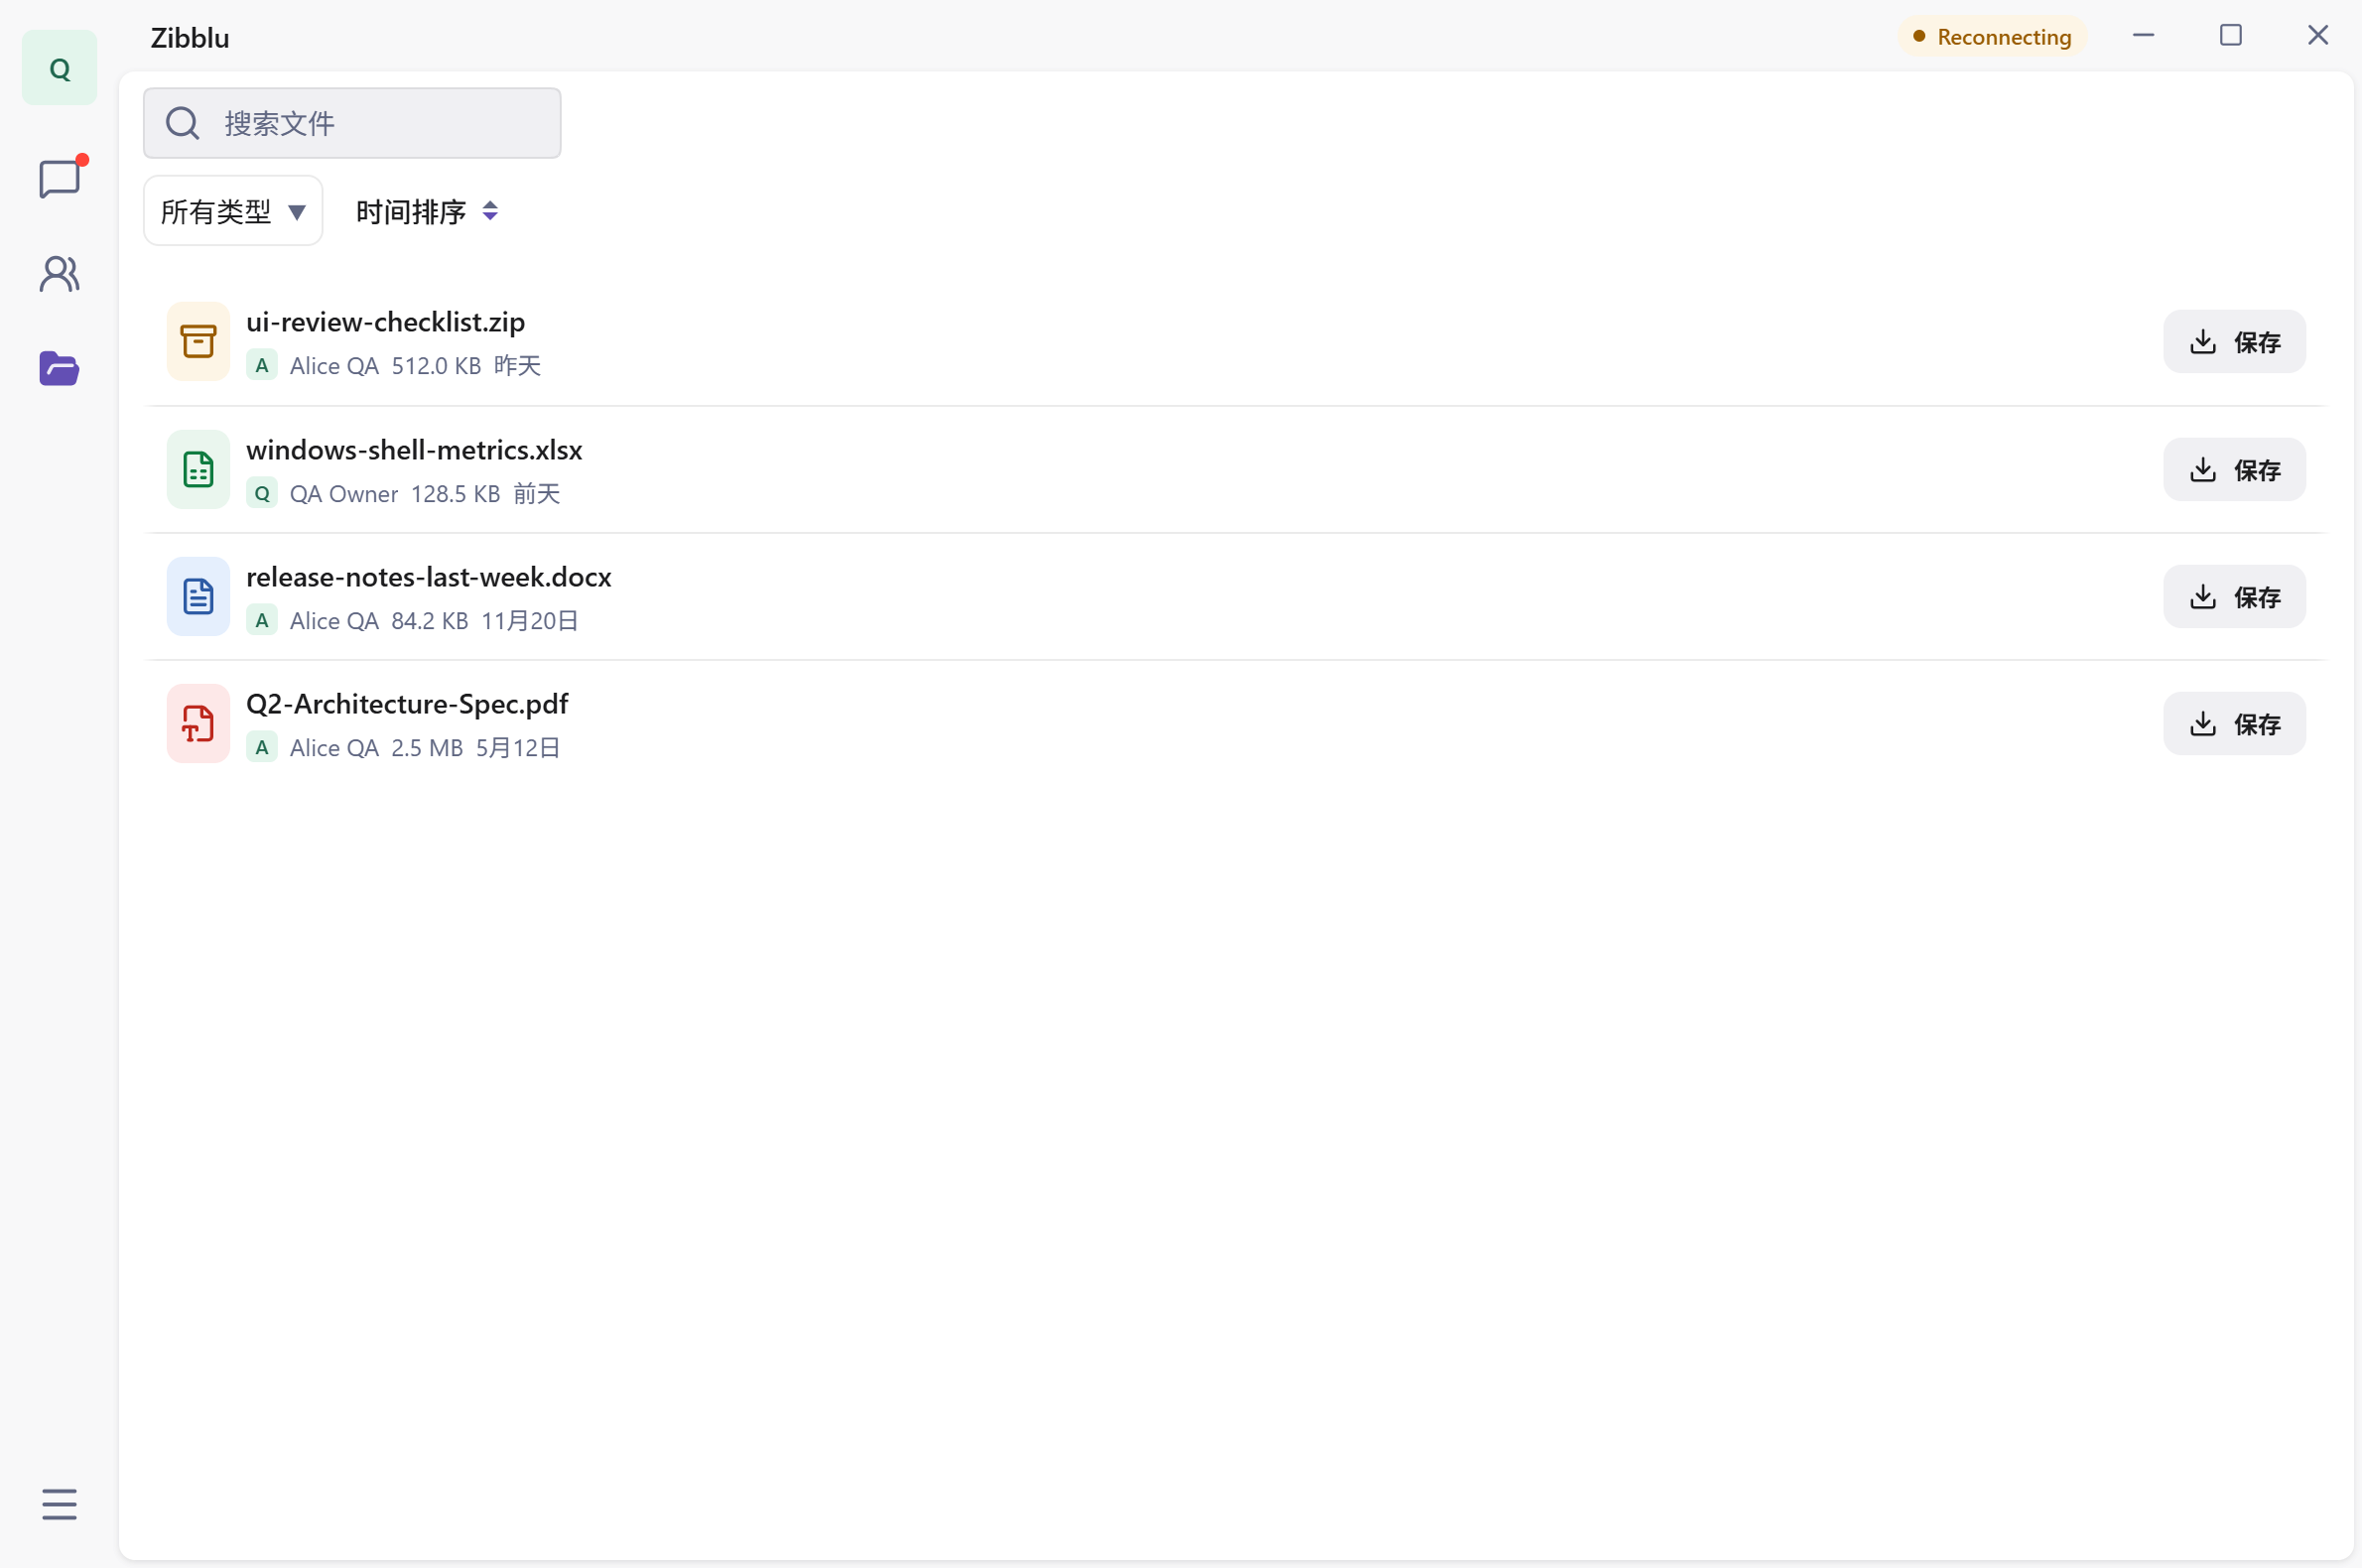 Zibblu
Reconnecting
Q
搜索文件
所有类型 时间排序
ui-review-checklist.zip
A Alice QA 512.0 KB 昨天
保存
windows-shell-metrics.xlsx
Q QA Owner 128.5 KB 前天
保存
release-notes-last-week.docx
A Alice QA 84.2 KB 11月20日
保存
Q2-Architecture-Spec.pdf
A Alice QA 2.5 MB 5月12日
保存